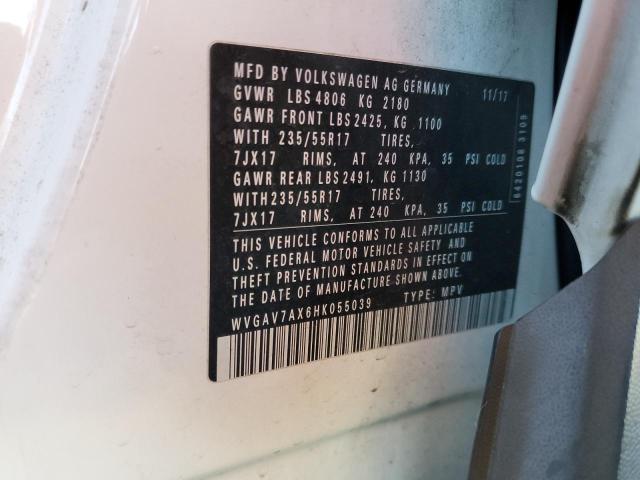 MFD BY VOLKSWAGEN AG GERMANY 11/17
GVWR LBS 4806 KG 2180
GAWR FRONT LBS 2425, KG 1100
WITH 235/55R17 TIRES,
7JX17 RIMS, AT 240 KPA, 35 PSI COLD
GAWR REAR LBS 2491, KG 1130
WITH235/55R17 TIRES,
7JX17 RIMS, AT 240 KPA, 35 PSI COLD
THIS VEHICLE CONFORMS TO ALL APPLICABLE
U.S. FEDERAL MOTOR VEHICLE SAFETY AND
THEFT PREVENTION STANDARDS IN EFFECT ON
THE DATE OF MANUFACTURE SHOWN ABOVE.
WVGAV7AX6HK055039 TYPE: MPV
6420108 3109